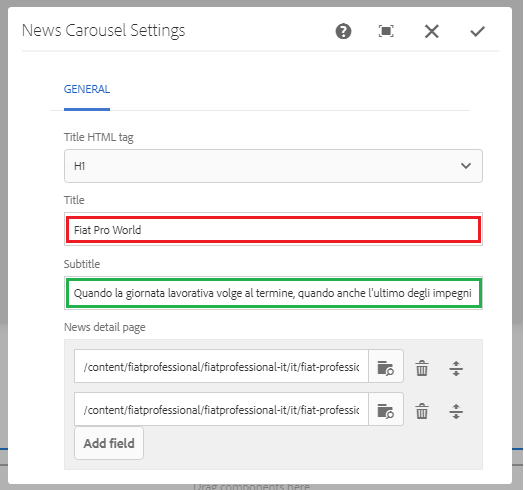 News Carousel Settings
GENERAL
Title HTML tag
H1
Title
Fiat Pro World
Subtitle
Quando la giornata lavorativa volge al termine, quando anche l'ultimo degli impegni
News detail page
/content/fiatprofessional/fiatprofessional-it/it/fiat-professic
/content/fiatprofessional/fiatprofessional-it/it/fiat-professic
Add field
Drag components here